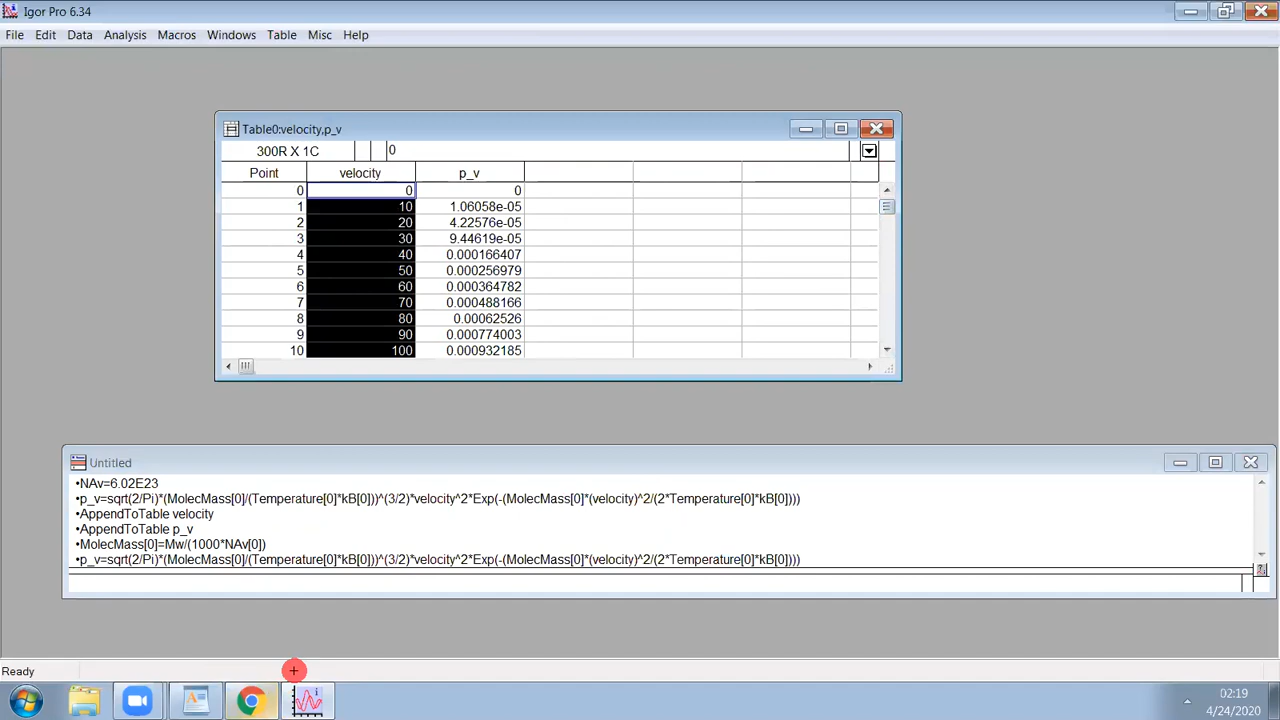 Igor Pro 6.34
File Edit Data Analysis Macros Windows Table Misc Help
Table0:velocity,p_v
300R X 1C 0
Point velocity p_v
0 0 0
1 10 1.06058e-05
2 20 4.22576e-05
3 30 9.44619e-05
4 40 0.000166407
5 50 0.000256979
6 60 0.000364782
7 70 0.000488166
8 80 0.00062526
9 90 0.000774003
10 100 0.000932185
Untitled
•NAv=6.02E23
•p_v=sqrt(2/Pi)*(MolecMass[0]/(Temperature[0]*kB[0]))^(3/2)*velocity^2*Exp(-(MolecMass[0]*(velocity)^2/(2*Temperature[0]*kB[0])))
•AppendToTable velocity
•AppendToTable p_v
•MolecMass[0]=Mw/(1000*NAv[0])
•p_v=sqrt(2/Pi)*(MolecMass[0]/(Temperature[0]*kB[0]))^(3/2)*velocity^2*Exp(-(MolecMass[0]*(velocity)^2/(2*Temperature[0]*kB[0])))
Ready
02:19
4/24/2020